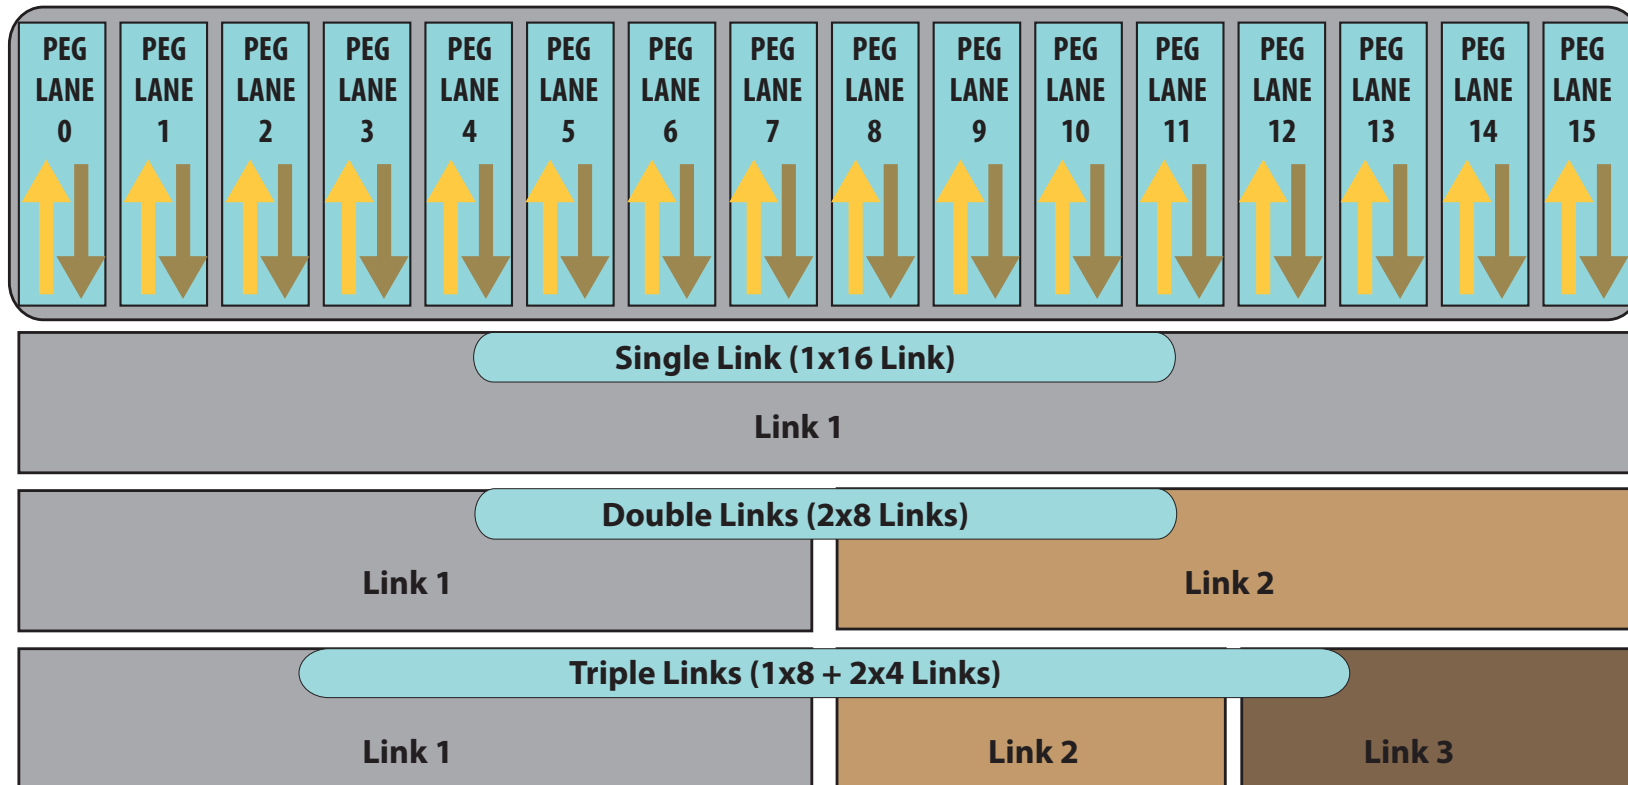 PEG LANE 0
PEG LANE 1
PEG LANE 2
PEG LANE 3
PEG LANE 4
PEG LANE 5
PEG LANE 6
PEG LANE 7
PEG LANE 8
PEG LANE 9
PEG LANE 10
PEG LANE 11
PEG LANE 12
PEG LANE 13
PEG LANE 14
PEG LANE 15
Single Link (1x16 Link)
Link 1
Double Links (2x8 Links)
Link 1
Link 2
Triple Links (1x8 + 2x4 Links)
Link 1
Link 2
Link 3